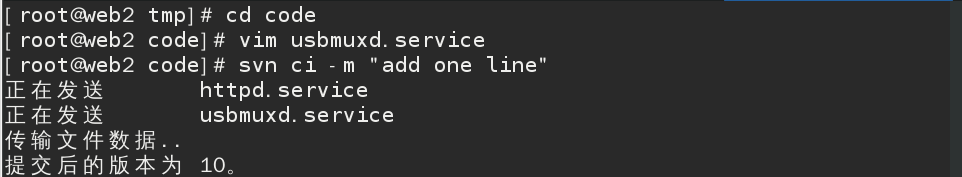 [root@web2 tmp]# cd code
[root@web2 code]# vim usbmuxd.service
[root@web2 code]# svn ci -m "add one line"
正在发送       httpd.service
正在发送       usbmuxd.service
传输文件数据..
提交后的版本为 10。